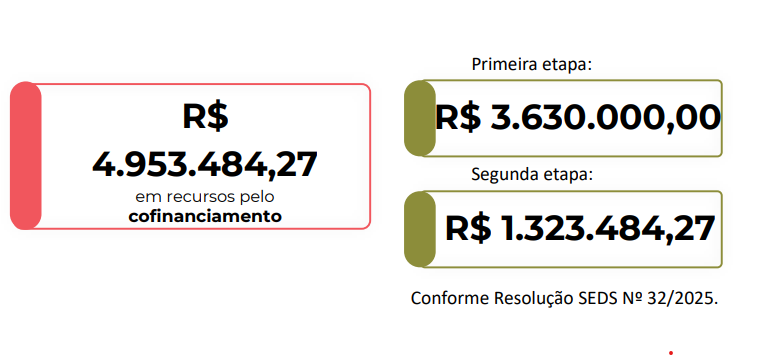 R$
4.953.484,27
em recursos pelo
cofinanciamento
Primeira etapa:
R$ 3.630.000,00
Segunda etapa:
R$ 1.323.484,27
Conforme Resolução SEDS Nº 32/2025.